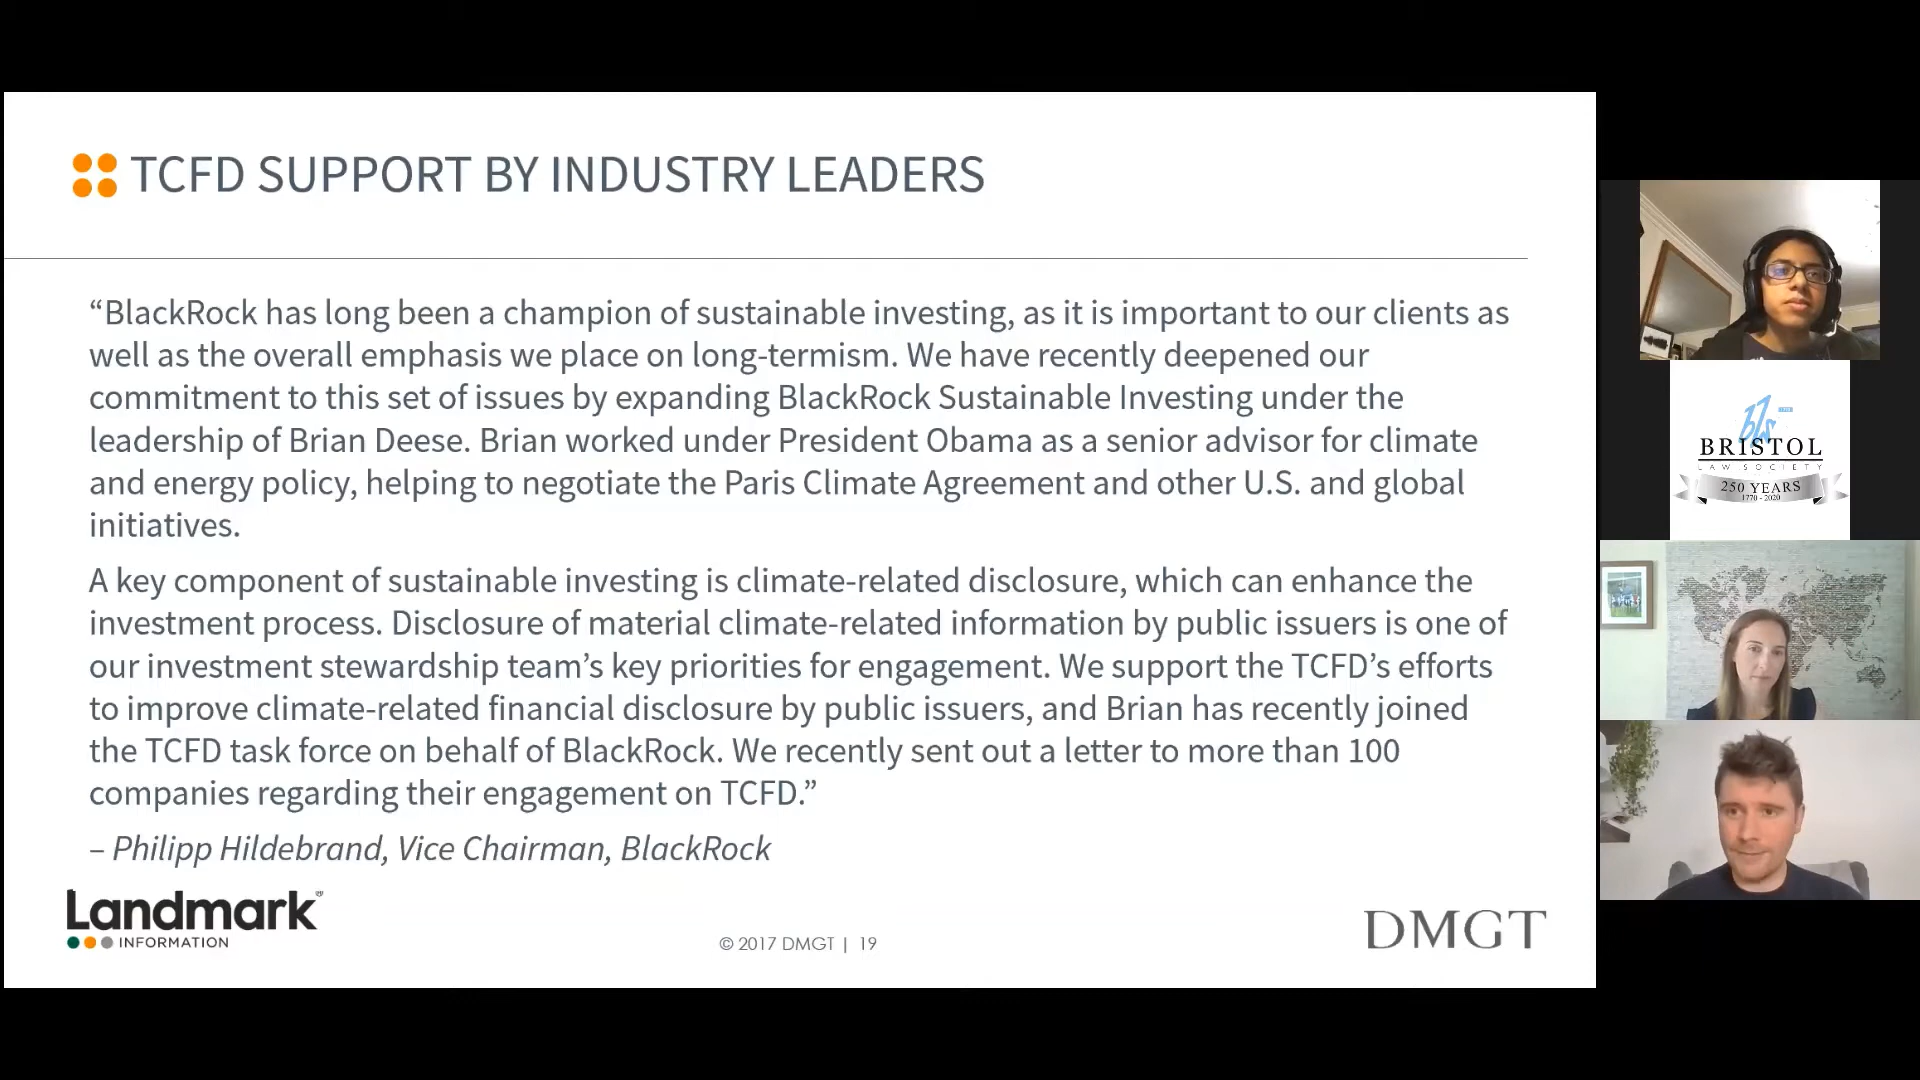 TCFD SUPPORT BY INDUSTRY LEADERS
“BlackRock has long been a champion of sustainable investing, as it is important to our clients as
well as the overall emphasis we place on long-termism. We have recently deepened our
commitment to this set of issues by expanding BlackRock Sustainable Investing under the
leadership of Brian Deese. Brian worked under President Obama as a senior advisor for climate
and energy policy, helping to negotiate the Paris Climate Agreement and other U.S. and global
initiatives.
A key component of sustainable investing is climate-related disclosure, which can enhance the
investment process. Disclosure of material climate-related information by public issuers is one of
our investment stewardship team’s key priorities for engagement. We support the TCFD’s efforts
to improve climate-related financial disclosure by public issuers, and Brian has recently joined
the TCFD task force on behalf of BlackRock. We recently sent out a letter to more than 100
companies regarding their engagement on TCFD.”
– Philipp Hildebrand, Vice Chairman, BlackRock
Landmark
INFORMATION
© 2017 DMGT | 19
DMGT
bls
BRISTOL
LAW SOCIETY
250 YEARS
1770 - 2020